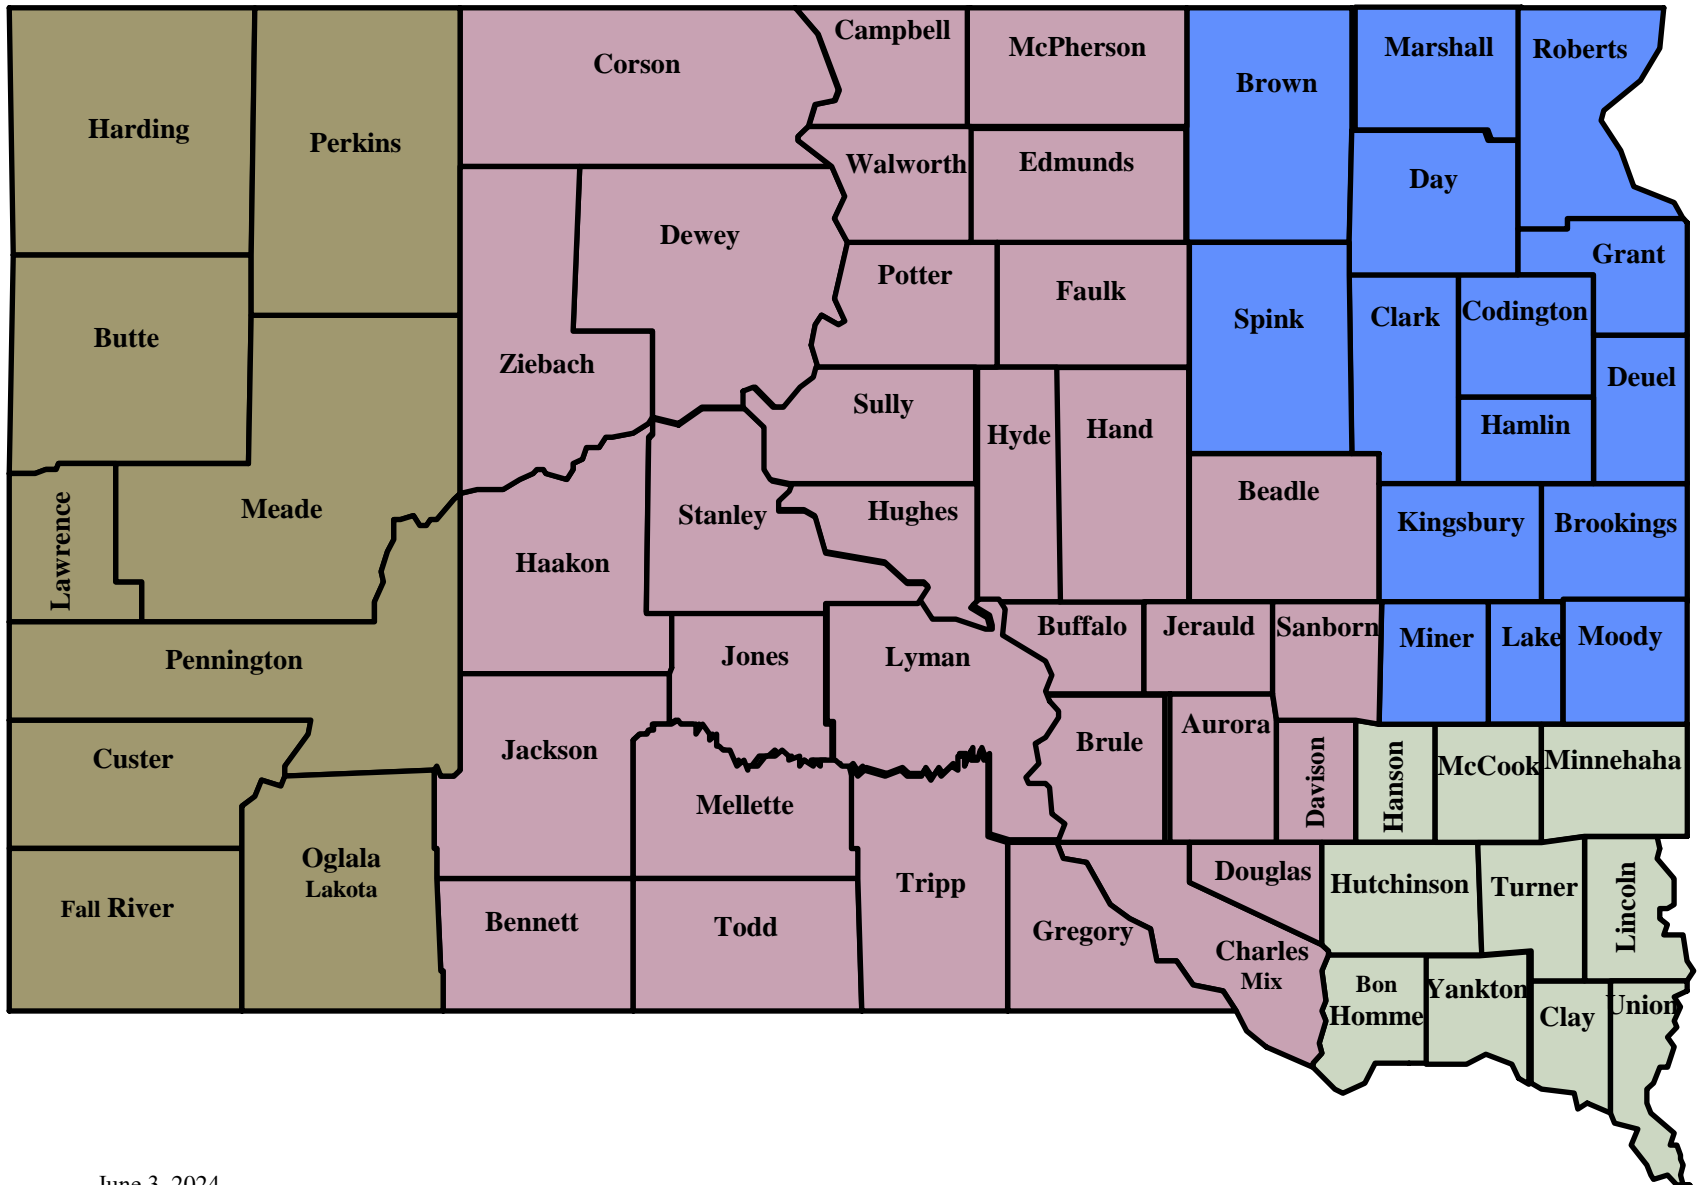 Harding
Perkins
Corson
Campbell
McPherson
Brown
Marshall
Roberts
Walworth
Edmunds
Day
Dewey
Grant
Butte
Ziebach
Potter
Faulk
Spink
Clark
Codington
Deuel
Sully
Hyde
Hand
Hamlin
Lawrence
Meade
Haakon
Stanley
Hughes
Beadle
Kingsbury
Brookings
Pennington
Jones
Lyman
Buffalo
Jerauld
Sanborn
Miner
Lake
Moody
Custer
Jackson
Mellette
Brule
Aurora
Davison
Hanson
McCook
Minnehaha
Fall River
Oglala
Lakota
Bennett
Todd
Tripp
Gregory
Douglas
Charles
Mix
Hutchinson
Turner
Lincoln
Bon
Homme
Yankton
Clay
Union
June 3, 2024